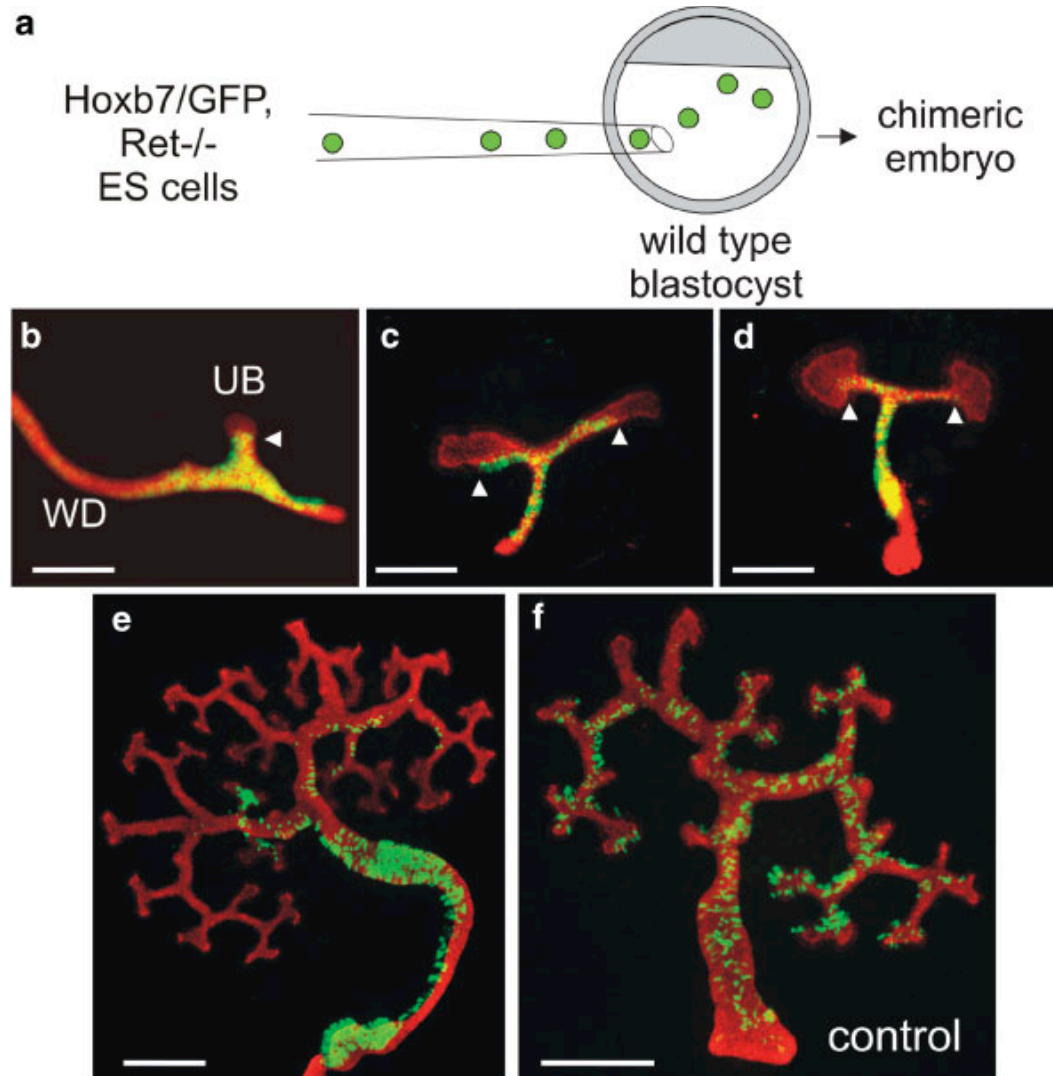 a
Hoxb7/GFP,
Ret-/-
ES cells
wild type
blastocyst
chimeric
embryo
b
UB
WD
c
d
e
f
control